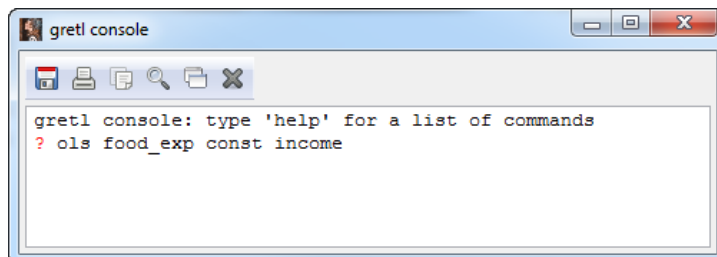 gretl console
gretl console: type 'help' for a list of commands
? ols food_exp const income